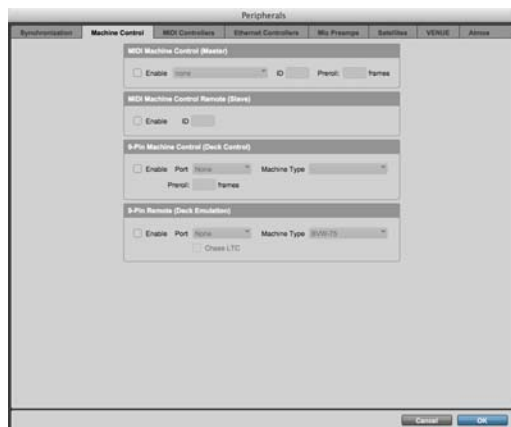 Peripherals
Synchronization Machine Control MIDI Controllers Ethernet Controllers Mic Preamps Satellites VENUE Atmos
MIDI Machine Control (Master)
Enable none ID Preroll: frames
MIDI Machine Control Remote (Slave)
Enable ID
9-Pin Machine Control (Deck Control)
Enable Port None Machine Type
Preroll: frames
9-Pin Remote (Deck Emulation)
Enable Port None Machine Type BVW-75
Chase LTC
Cancel OK